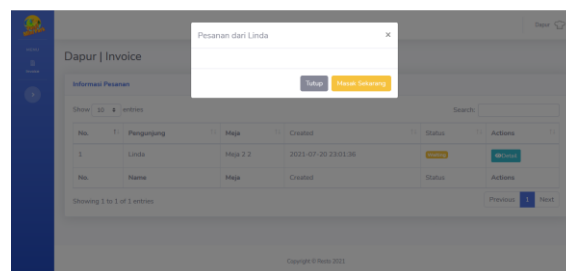 Dapur
Pesanan dari Linda ×
Tutup Masak Sekarang
Dapur | Invoice
Informasi Pesanan
Show 10 entries Search:
No. Pengunjung Meja Created Status Actions
1 Linda Meja 2.2 2021-07-20 23:01:38 Detail
No. Name Meja Created Status Actions
Showing 1 to 1 of 1 entries Previous 1 Next
Copyright © Resto 2021